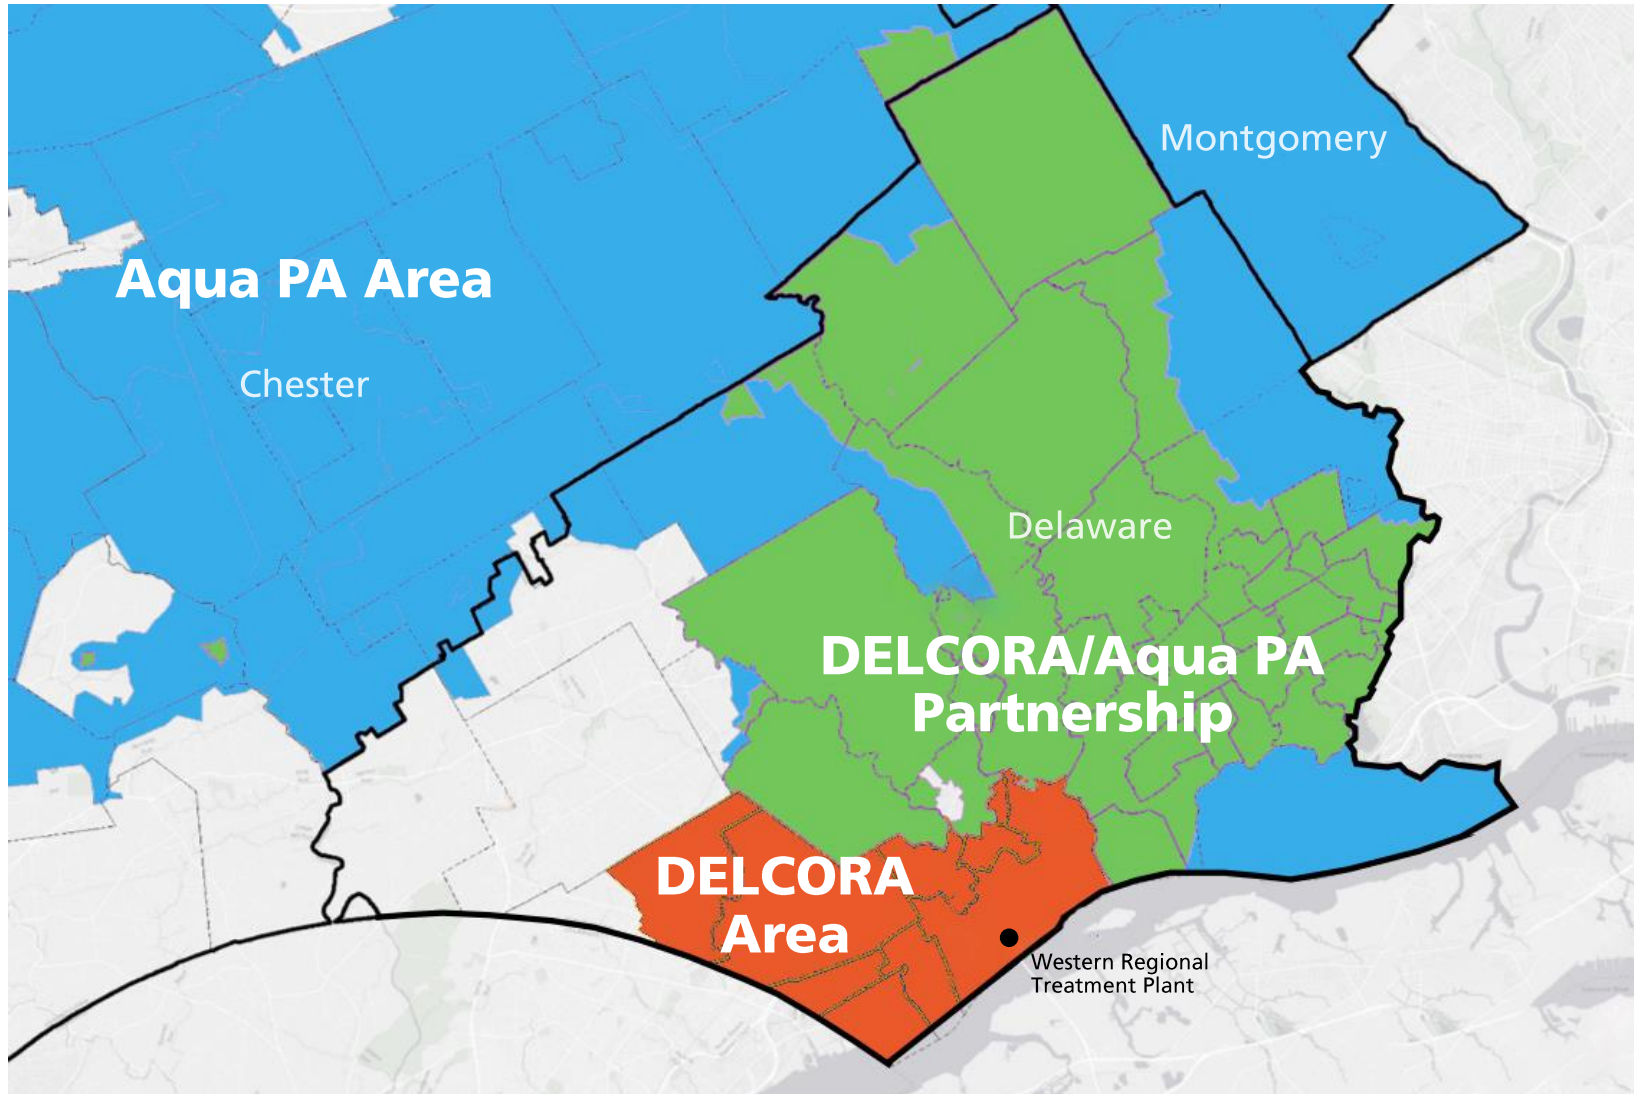 Montgomery
Aqua PA Area
Chester
Delaware
DELCORA/Aqua PA
Partnership
DELCORA
Area
Western Regional
Treatment Plant